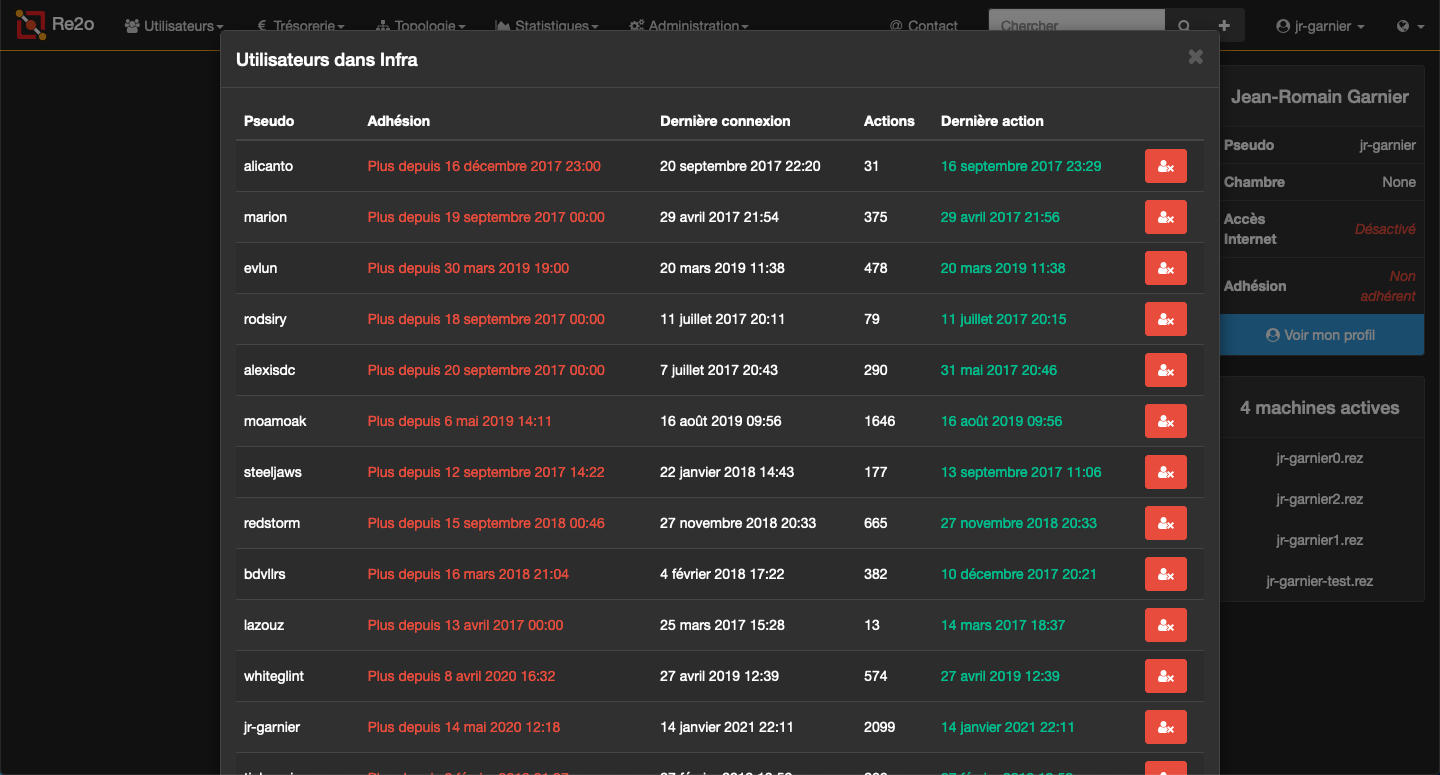 Re2o Utilisateurs € Trésorerie Topologie Statistiques Administration @ Contact Chercher jr-garnier
Utilisateurs dans Infra
Pseudo Adhésion Dernière connexion Actions Dernière action
alicanto Plus depuis 16 décembre 2017 23:00 20 septembre 2017 22:20 31 16 septembre 2017 23:29
marion Plus depuis 19 septembre 2017 00:00 29 avril 2017 21:54 375 29 avril 2017 21:56
evlun Plus depuis 30 mars 2019 19:00 20 mars 2019 11:38 478 20 mars 2019 11:38
rodsiry Plus depuis 18 septembre 2017 00:00 11 juillet 2017 20:11 79 11 juillet 2017 20:15
alexisdc Plus depuis 20 septembre 2017 00:00 7 juillet 2017 20:43 290 31 mai 2017 20:46
moamoak Plus depuis 6 mai 2019 14:11 16 août 2019 09:56 1646 16 août 2019 09:56
steeljaws Plus depuis 12 septembre 2017 14:22 22 janvier 2018 14:43 177 13 septembre 2017 11:06
redstorm Plus depuis 15 septembre 2018 00:46 27 novembre 2018 20:33 665 27 novembre 2018 20:33
bdvllrs Plus depuis 16 mars 2018 21:04 4 février 2018 17:22 382 10 décembre 2017 20:21
lazouz Plus depuis 13 avril 2017 00:00 25 mars 2017 15:28 13 14 mars 2017 18:37
whiteglint Plus depuis 8 avril 2020 16:32 27 avril 2019 12:39 574 27 avril 2019 12:39
jr-garnier Plus depuis 14 mai 2020 12:18 14 janvier 2021 22:11 2099 14 janvier 2021 22:11
Jean-Romain Garnier
Pseudo jr-garnier
Chambre None
Accès
Internet Désactivé
Adhésion Non
adhérent
Voir mon profil
4 machines actives
jr-garnier0.rez
jr-garnier2.rez
jr-garnier1.rez
jr-garnier-test.rez